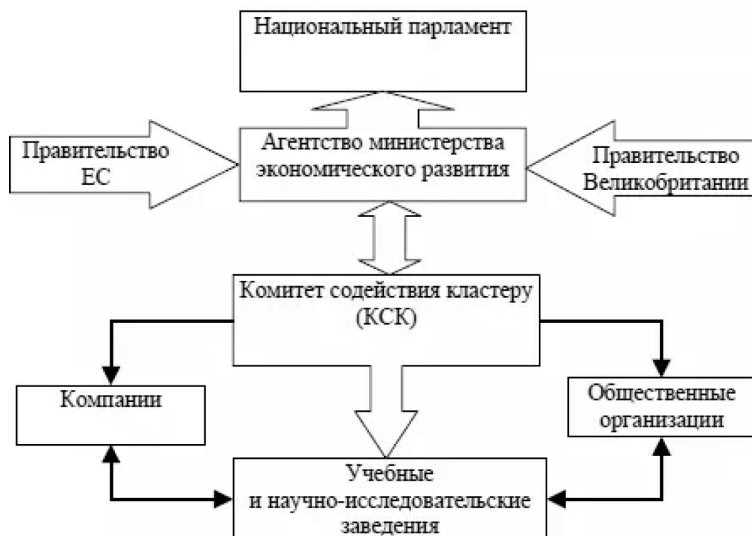 Национальный парламент
Правительство
ЕС
Агентство министерства
экономического развития
Правительство
Великобритании
Комитет содействия кластеру
(КСК)
Компании
Общественные
организации
Учебные
и научно-исследовательские
заведения